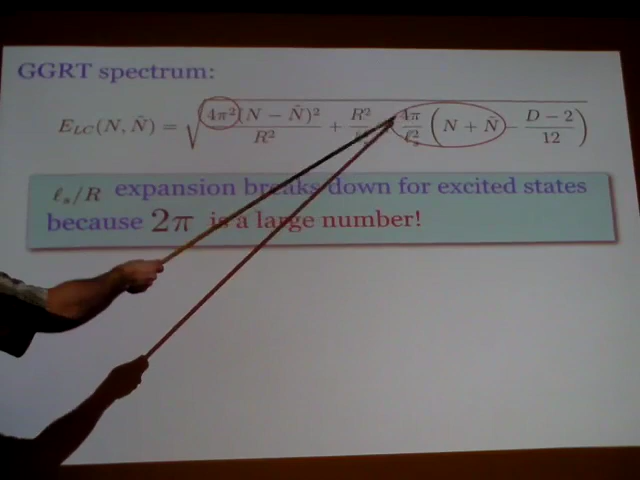 GGRT spectrum:
E_{LC}(N, Ñ) = √( 4π²(N − Ñ)² / R² + R² / + 4π / ℓ_s² ( N + Ñ − D − 2 / 12 ) )
ℓ_s/R expansion breaks down for excited states
because 2π is a large number!